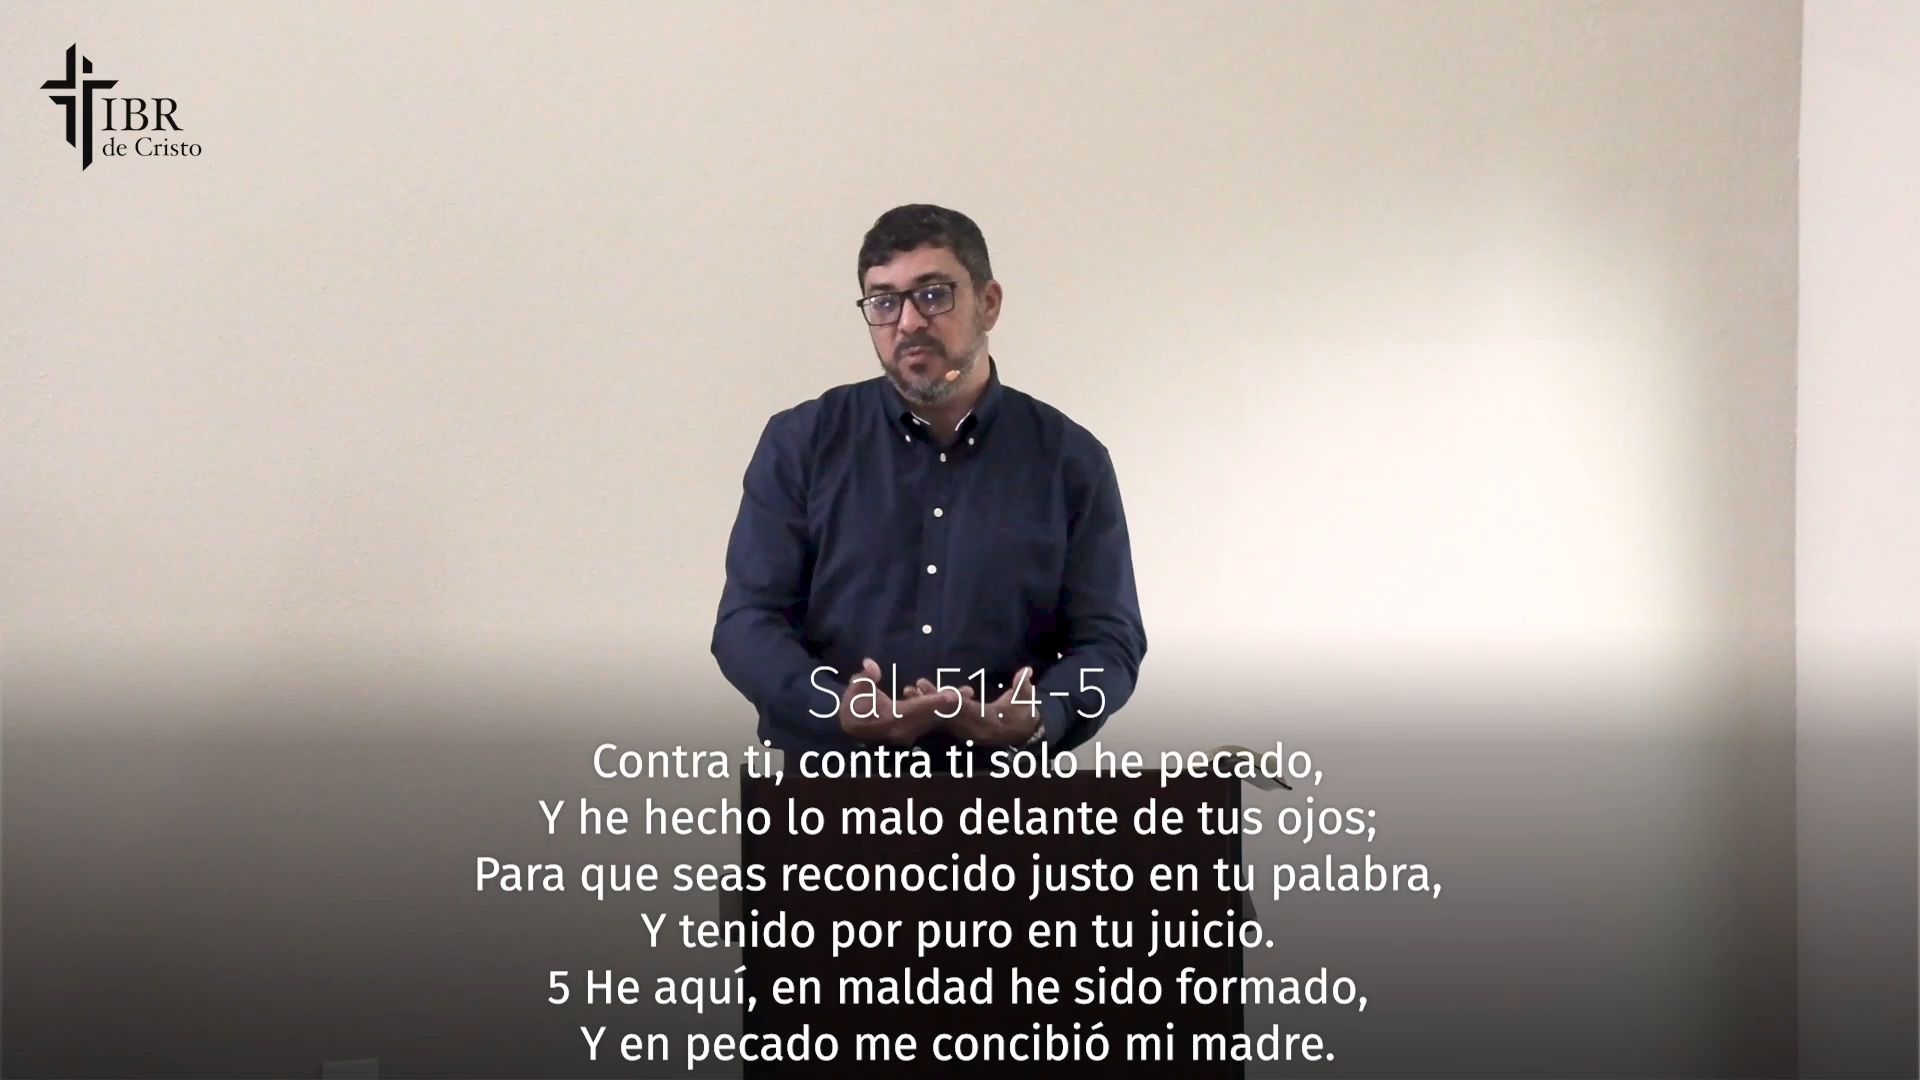 IBR
de Cristo
Sal 51:4-5
Contra ti, contra ti solo he pecado,
Y he hecho lo malo delante de tus ojos;
Para que seas reconocido justo en tu palabra,
Y tenido por puro en tu juicio.
5 He aquí, en maldad he sido formado,
Y en pecado me concibió mi madre.